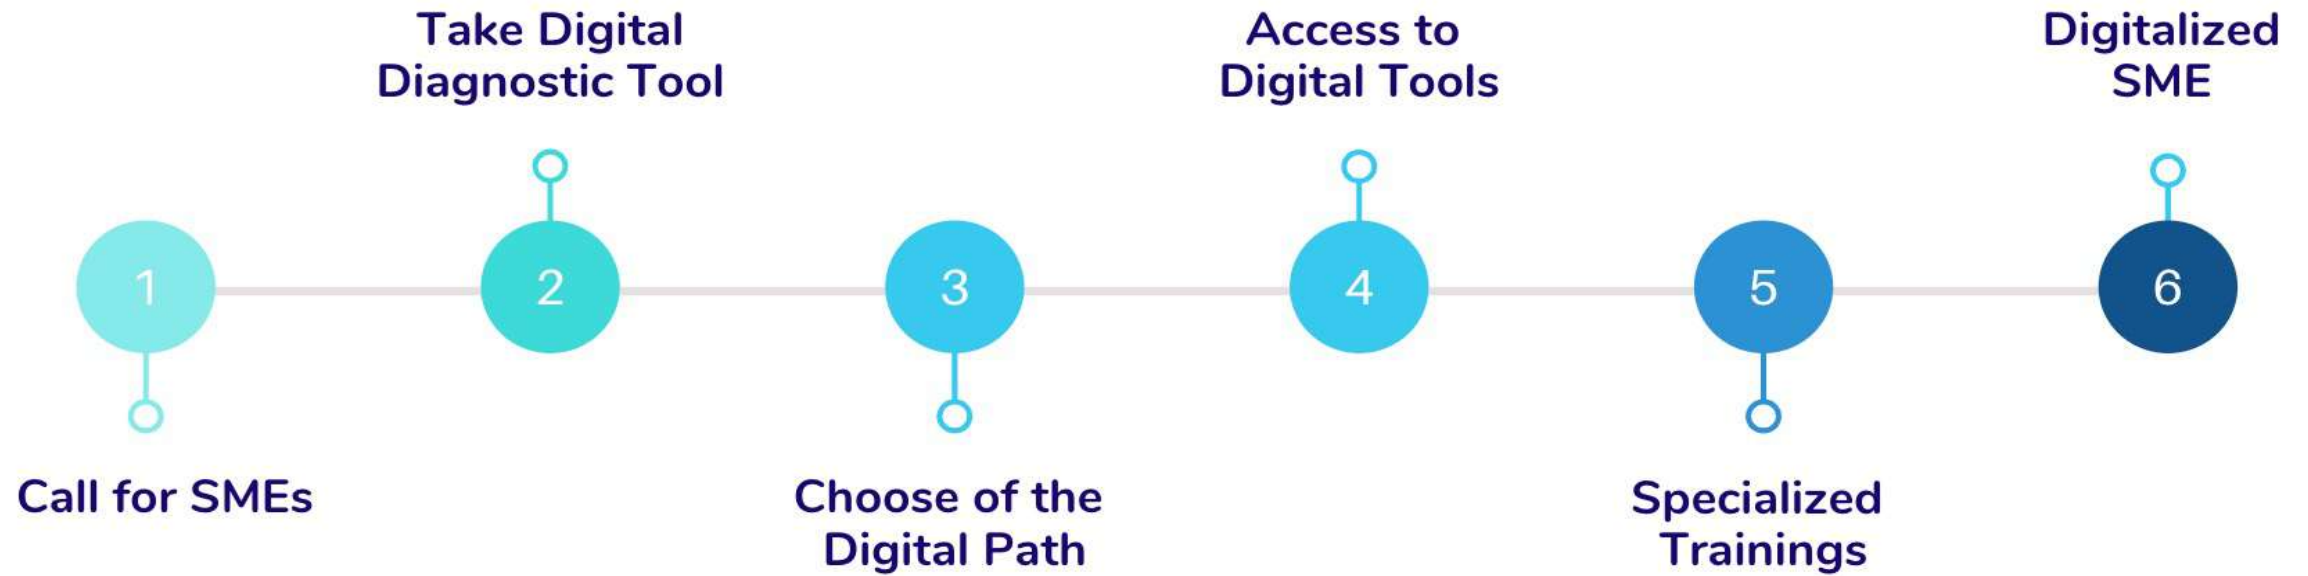 1
Call for SMEs
2
Take Digital
Diagnostic Tool
3
Choose of the
Digital Path
4
Access to
Digital Tools
5
Specialized
Trainings
6
Digitalized
SME